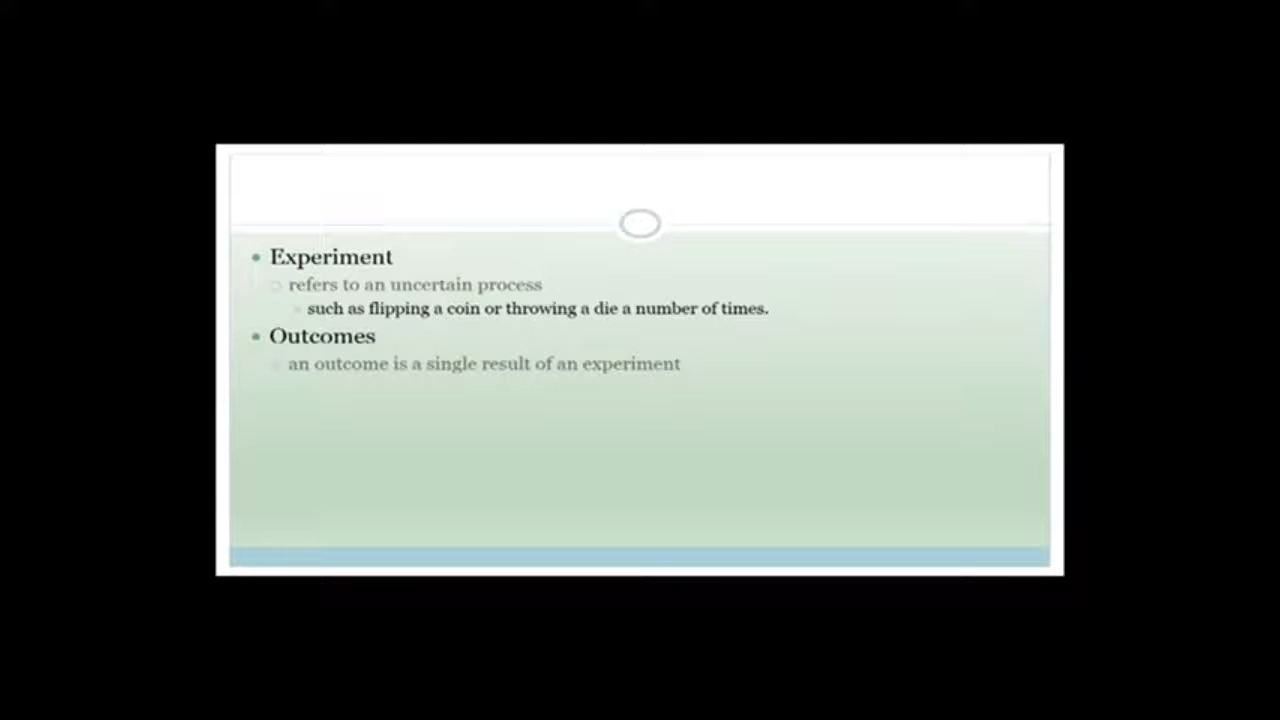 Experiment
refers to an uncertain process
such as flipping a coin or throwing a die a number of times.
Outcomes
an outcome is a single result of an experiment